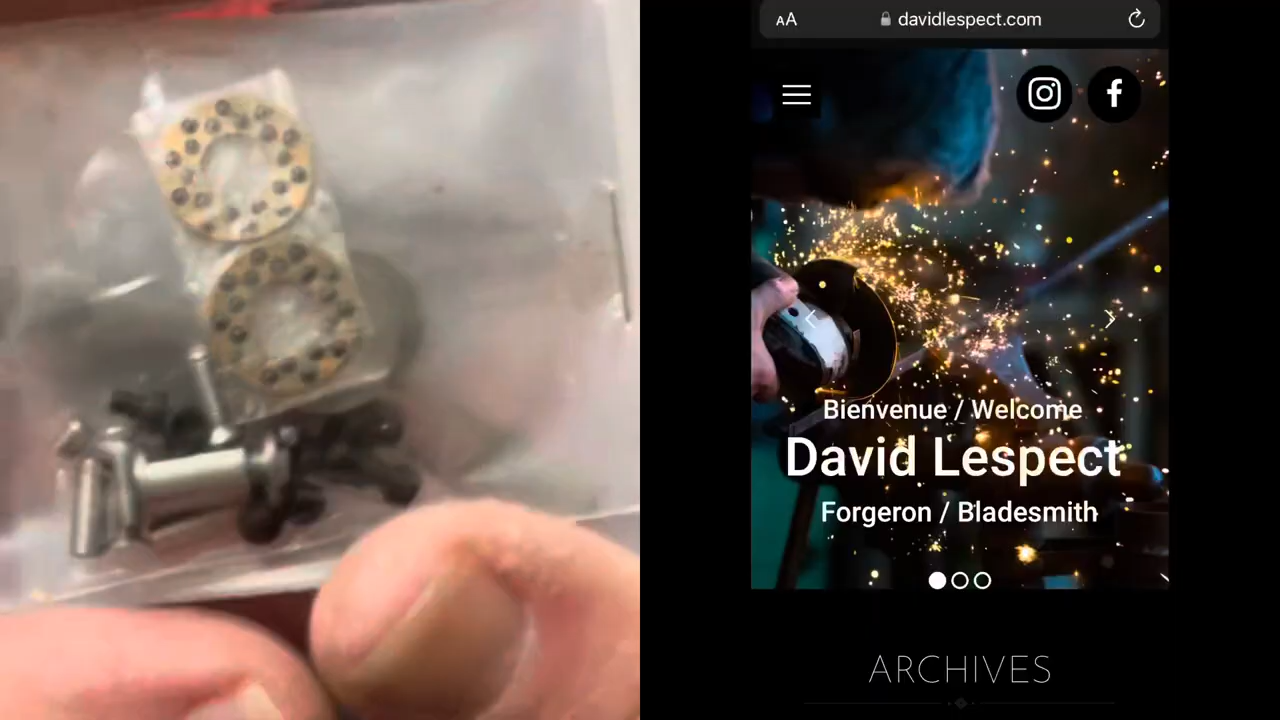 AA
davidlespect.com
Bienvenue / Welcome
David Lespect
Forgeron / Bladesmith
ARCHIVES